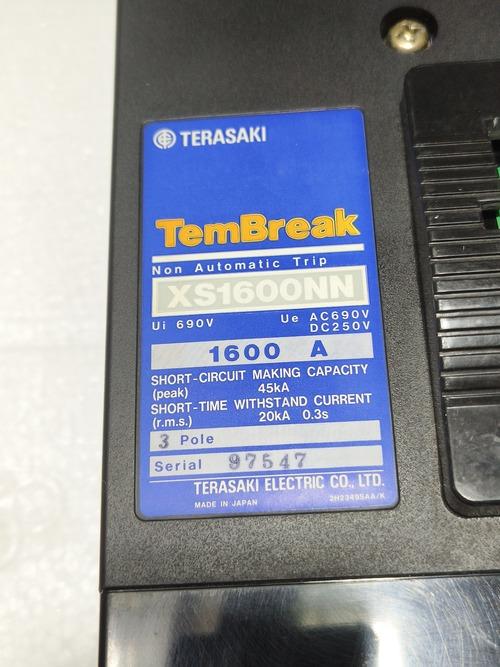 TERASAKI
TemBreak
Non Automatic Trip
XS1600NN
Ui 690V Ue AC690V
DC250V
1600 A
SHORT-CIRCUIT MAKING CAPACITY
(peak) 45kA
SHORT-TIME WITHSTAND CURRENT
(r.m.s.) 20kA 0.3s
3 Pole
Serial 97547
TERASAKI ELECTRIC CO., LTD.
MADE IN JAPAN 2H23495AA/K